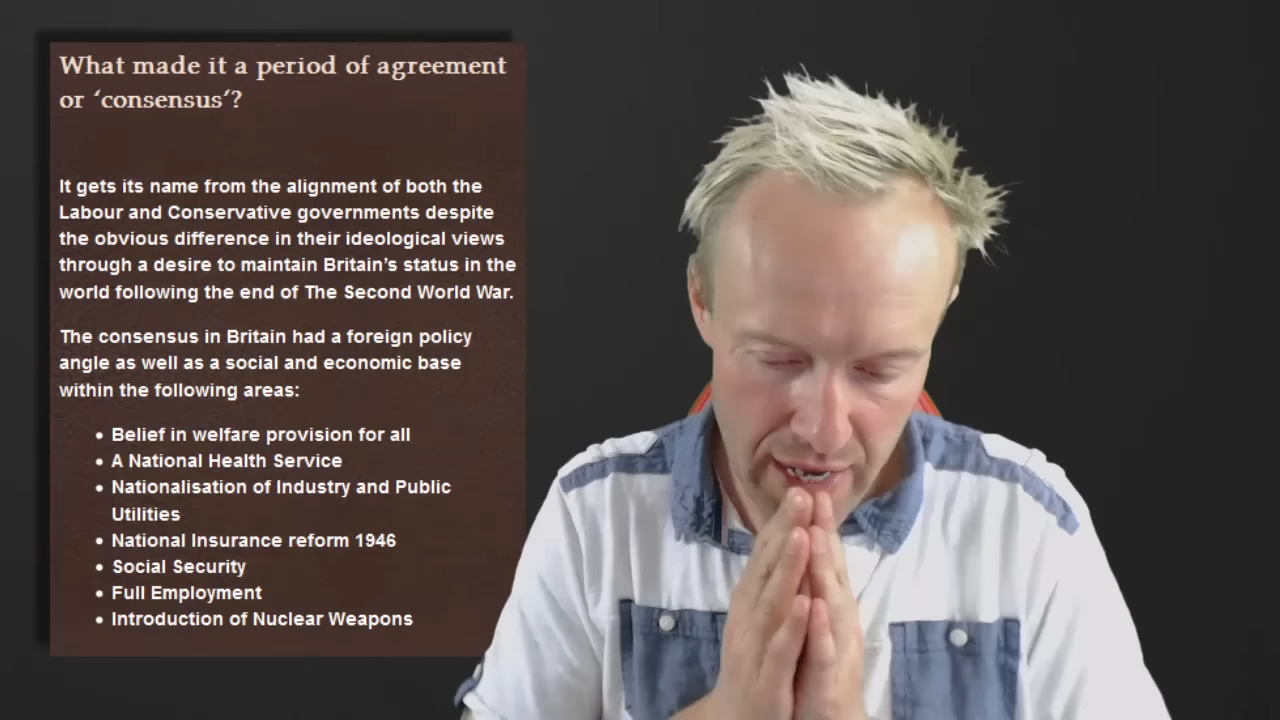 What made it a period of agreement
or ‘consensus’?
It gets its name from the alignment of both the
Labour and Conservative governments despite
the obvious difference in their ideological views
through a desire to maintain Britain’s status in the
world following the end of The Second World War.
The consensus in Britain had a foreign policy
angle as well as a social and economic base
within the following areas:
• Belief in welfare provision for all
• A National Health Service
• Nationalisation of Industry and Public
Utilities
• National Insurance reform 1946
• Social Security
• Full Employment
• Introduction of Nuclear Weapons